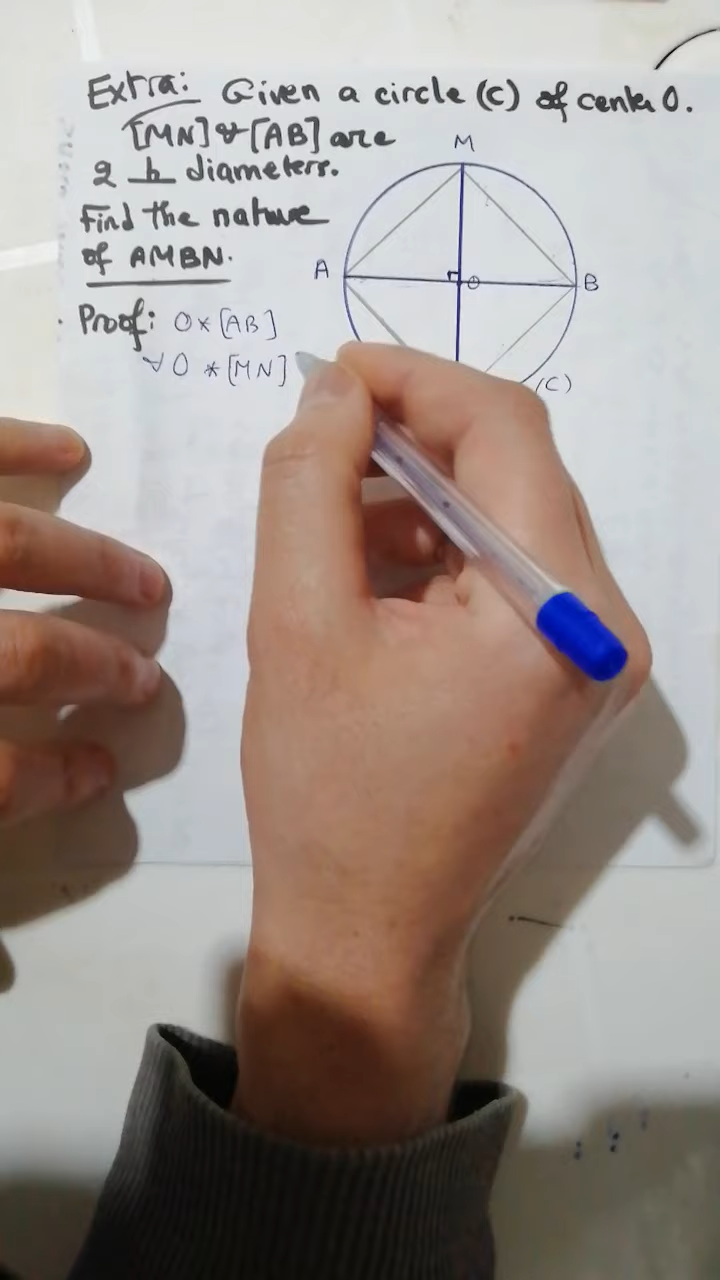 Extra: Given a circle (C) of center O.
[MN] & [AB] are
2 ⊥ diameters.
Find the nature
of AMBN.
M
A
O
B
(C)
Proof: O * [AB]
& O * [MN]